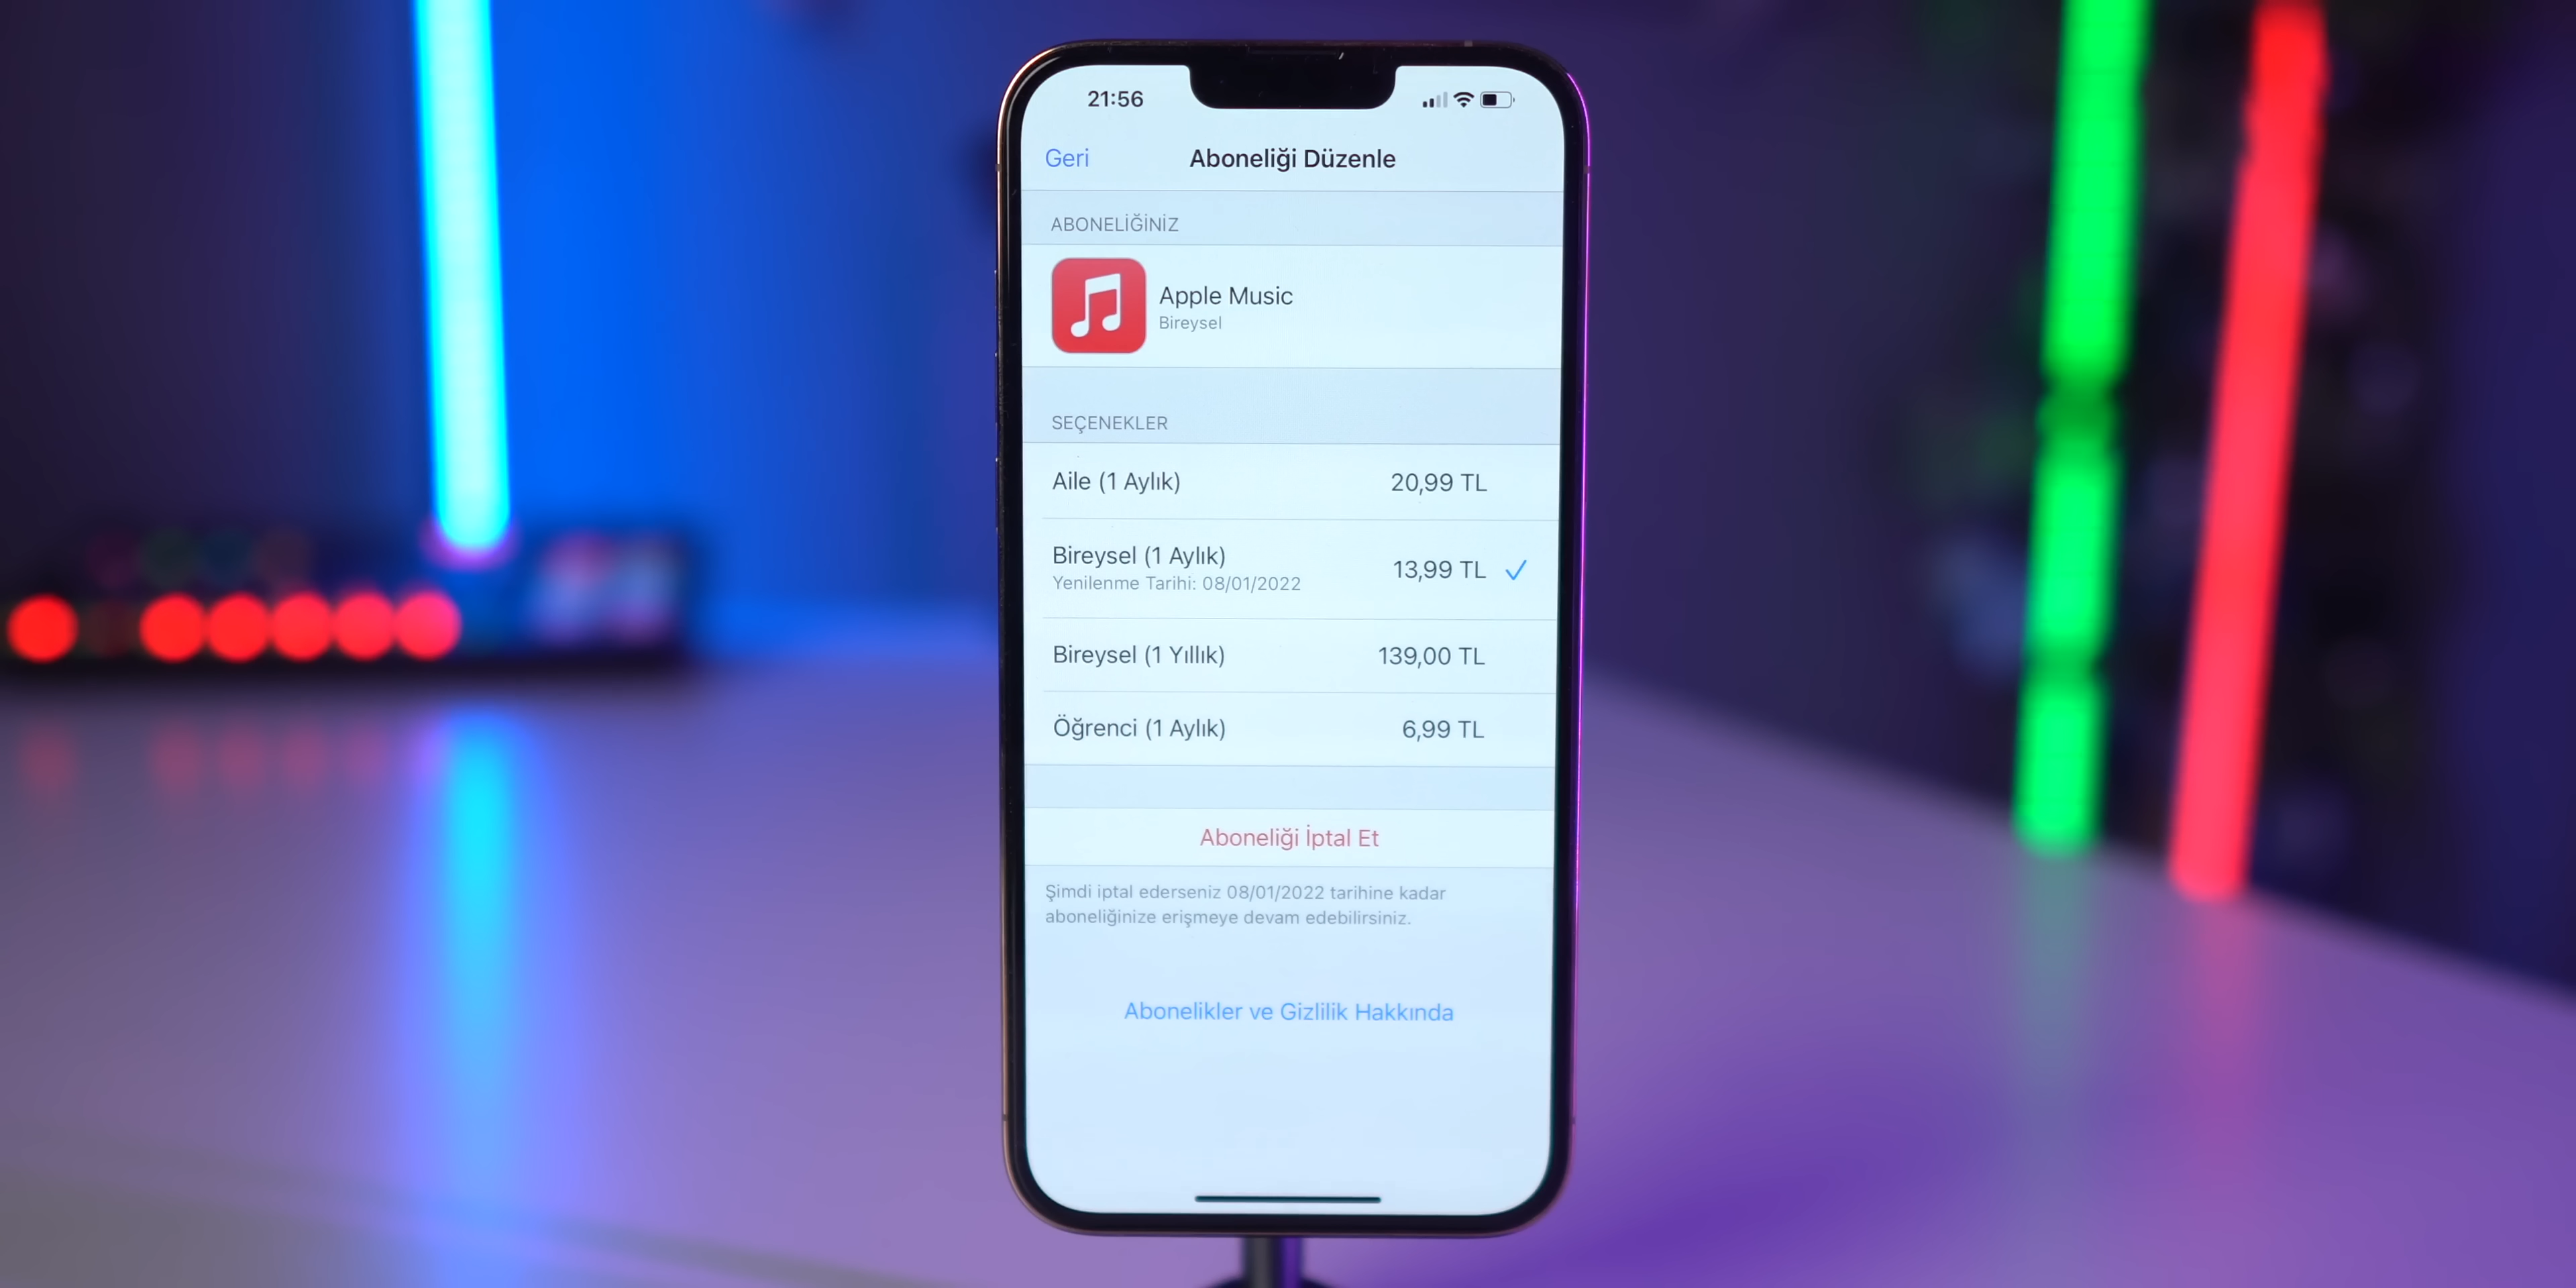 21:56
Geri
Aboneliği Düzenle
ABONELİĞİNİZ
Apple Music
Bireysel
SEÇENEKLER
Aile (1 Aylık) 20,99 TL
Bireysel (1 Aylık) 13,99 TL
Yenilenme Tarihi: 08/01/2022
Bireysel (1 Yıllık) 139,00 TL
Öğrenci (1 Aylık) 6,99 TL
Aboneliği İptal Et
Şimdi iptal ederseniz 08/01/2022 tarihine kadar
aboneliğinize erişmeye devam edebilirsiniz.
Abonelikler ve Gizlilik Hakkında